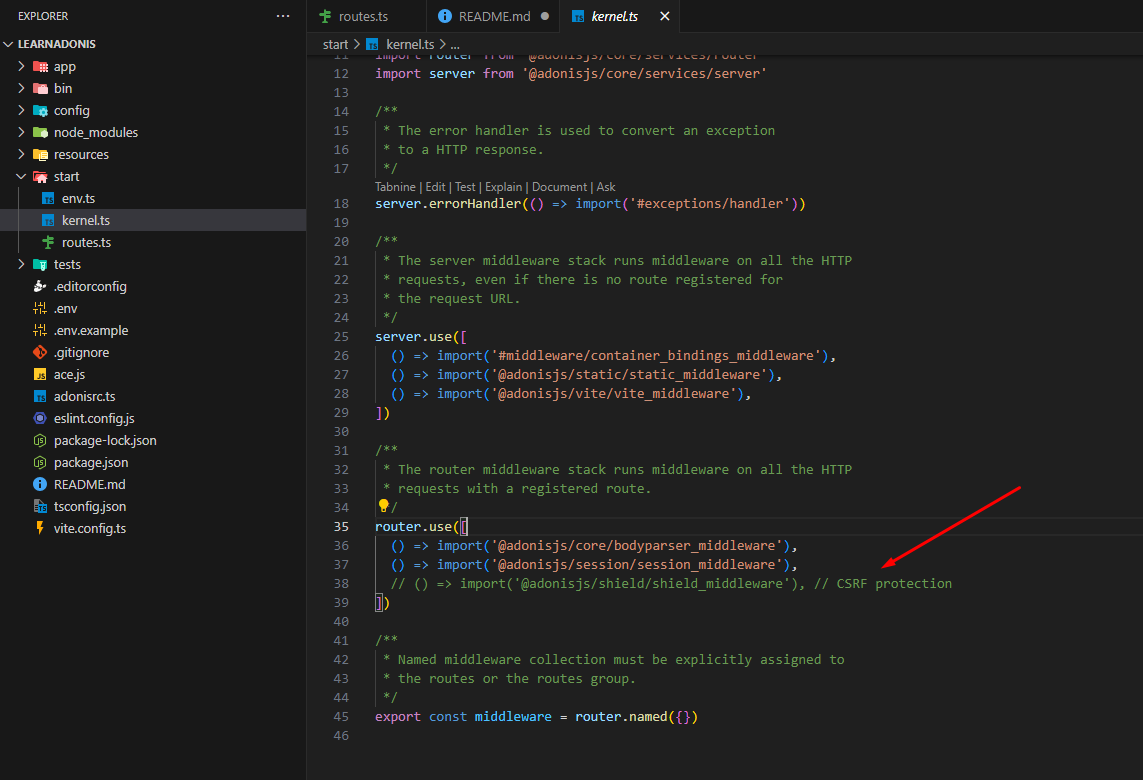 EXPLORER
...
LEARNADONIS
app
bin
config
node_modules
resources
start
env.ts
kernel.ts
routes.ts
tests
.editorconfig
.env
.env.example
.gitignore
ace.js
adonisrc.ts
eslint.config.js
package-lock.json
package.json
README.md
tsconfig.json
vite.config.ts
routes.ts
README.md
kernel.ts
start > kernel.ts > ...
11 import router from '@adonisjs/core/services/router'
12 import server from '@adonisjs/core/services/server'
13
14 /**
15 * The error handler is used to convert an exception
16 * to a HTTP response.
17 */
Tabnine | Edit | Test | Explain | Document | Ask
18 server.errorHandler(() => import('#exceptions/handler'))
19
20 /**
21 * The server middleware stack runs middleware on all the HTTP
22 * requests, even if there is no route registered for
23 * the request URL.
24 */
25 server.use([
26 () => import('#middleware/container_bindings_middleware'),
27 () => import('@adonisjs/static/static_middleware'),
28 () => import('@adonisjs/vite/vite_middleware'),
29 ])
30
31 /**
32 * The router middleware stack runs middleware on all the HTTP
33 * requests with a registered route.
34 /
35 router.use([
36 () => import('@adonisjs/core/bodyparser_middleware'),
37 () => import('@adonisjs/session/session_middleware'),
38 // () => import('@adonisjs/shield/shield_middleware'), // CSRF protection
39 ])
40
41 /**
42 * Named middleware collection must be explicitly assigned to
43 * the routes or the routes group.
44 */
45 export const middleware = router.named({})
46